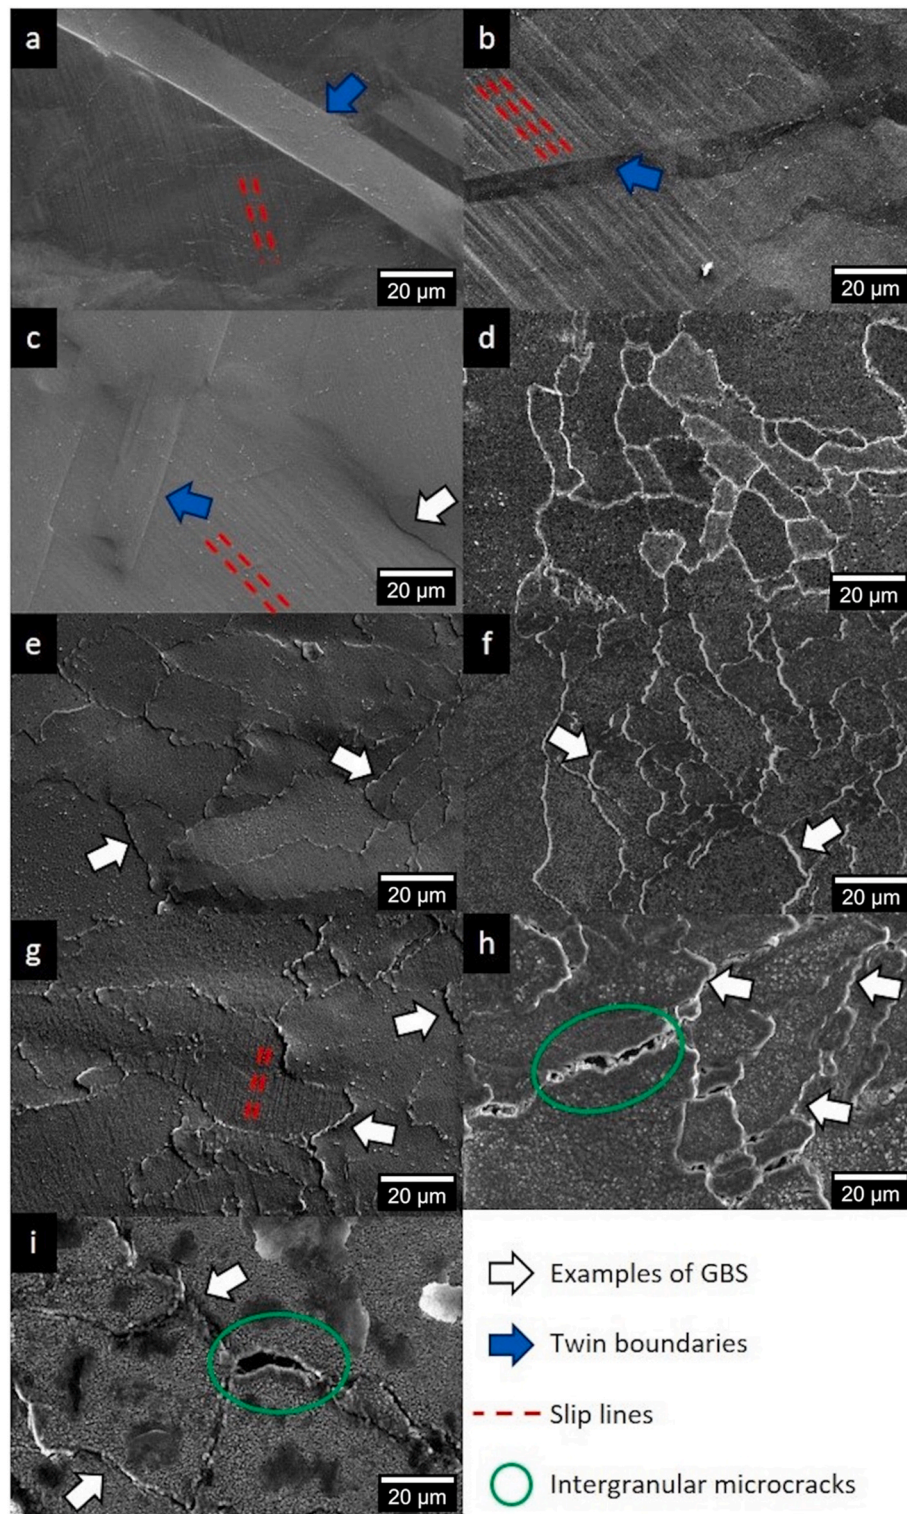 a
b
20 µm
20 µm
c
d
20 µm
20 µm
e
f
20 µm
20 µm
g
h
20 µm
20 µm
i
Examples of GBS
Twin boundaries
Slip lines
Intergranular microcracks
20 µm